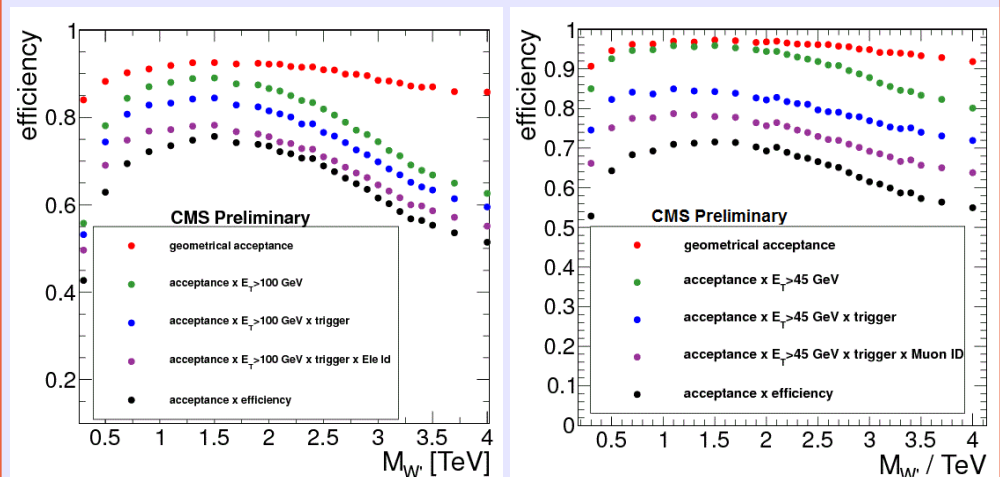 1
0.8
0.6
0.4
0.2
efficiency
CMS Preliminary
geometrical acceptance
acceptance x E_T>100 GeV
acceptance x E_T>100 GeV x trigger
acceptance x E_T>100 GeV x trigger x Ele Id
acceptance x efficiency
0.5 1 1.5 2 2.5 3 3.5 4
M_W' [TeV]
1
0.9
0.8
0.7
0.6
0.5
0.4
0.3
0.2
0.1
0
efficiency
CMS Preliminary
geometrical acceptance
acceptance x E_T>45 GeV
acceptance x E_T>45 GeV x trigger
acceptance x E_T>45 GeV x trigger x Muon ID
acceptance x efficiency
0.5 1 1.5 2 2.5 3 3.5 4
M_W' / TeV